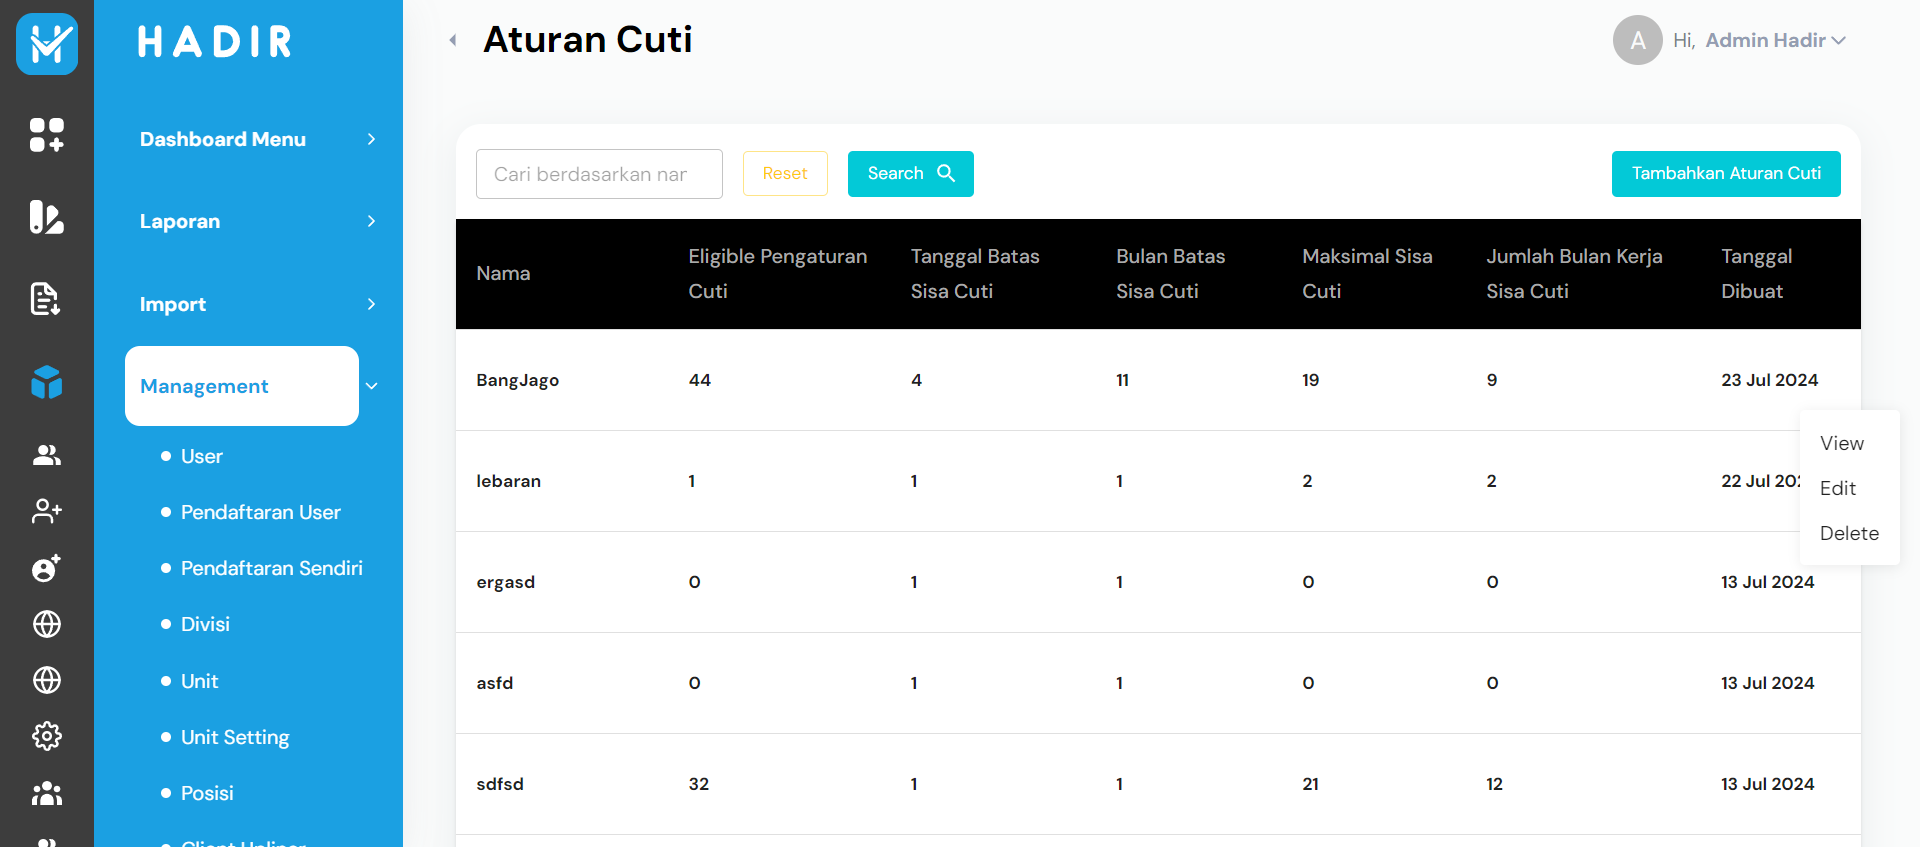 HADIR
Aturan Cuti
A
Hi, Admin Hadir
Dashboard Menu
Laporan
Import
Management
User
Pendaftaran User
Pendaftaran Sendiri
Divisi
Unit
Unit Setting
Posisi
Cari berdasarkan nar
Reset
Search
Tambahkan Aturan Cuti
Nama
Eligible Pengaturan
Cuti
Tanggal Batas
Sisa Cuti
Bulan Batas
Sisa Cuti
Maksimal Sisa
Cuti
Jumlah Bulan Kerja
Sisa Cuti
Tanggal
Dibuat
BangJago 44 4 11 19 9 23 Jul 2024
lebaran 1 1 1 2 2 22 Jul 202
ergasd 0 1 1 0 0 13 Jul 2024
asfd 0 1 1 0 0 13 Jul 2024
sdfsd 32 1 1 21 12 13 Jul 2024
View
Edit
Delete